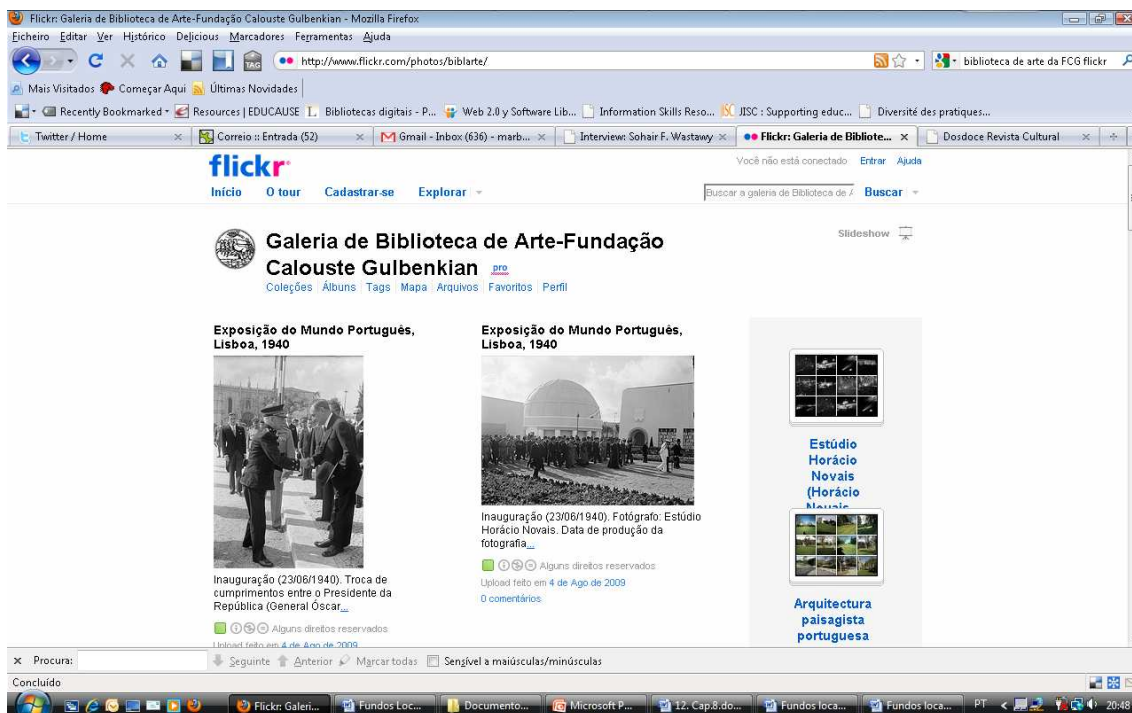 Flickr: Galeria de Biblioteca de Arte-Fundação Calouste Gulbenkian - Mozilla Firefox
Ficheiro Editar Ver Histórico Delicious Marcadores Ferramentas Ajuda
TAG http://www.flickr.com/photos/biblarte/ biblioteca de arte da FCG flickr
Mais Visitados Começar Aqui Últimas Novidades
Recently Bookmarked Resources | EDUCAUSE Bibliotecas digitais - P... Web 2.0 y Software Lib... Information Skills Reso... JISC : Supporting educ... Diversité des pratiques...
Twitter / Home Correio :: Entrada (52) Gmail - Inbox (636) - marb... Interview: Sohair F. Wastawy Flickr: Galeria de Bibliote... Dosdoce Revista Cultural
flickr
Você não está conectado Entrar Ajuda
Início O tour Cadastrar-se Explorar
Buscar a galeria de Biblioteca de Buscar
Galeria de Biblioteca de Arte-Fundação
Calouste Gulbenkian pro
Slideshow
Coleções Álbuns Tags Mapa Arquivos Favoritos Perfil
Exposição do Mundo Português,
Lisboa, 1940
Inauguração (23/06/1940). Troca de
cumprimentos entre o Presidente da
República (General Óscar...
Alguns direitos reservados
Upload feito em 4 de Ago de 2009
Exposição do Mundo Português,
Lisboa, 1940
Inauguração (23/06/1940). Fotógrafo: Estúdio
Horácio Novais. Data de produção da
fotografia...
Alguns direitos reservados
Upload feito em 4 de Ago de 2009
0 comentários
Estúdio
Horácio
Novais
(Horácio
Novais
Arquitectura
paisagista
portuguesa
Procura: Seguinte Anterior Marcar todas Sensível a maiúsculas/minúsculas
Concluído
Flickr: Galeri... Fundos Loc... Documento... Microsoft P... 12. Cap.8.do... Fundos loca... Fundos loca... PT 20:48